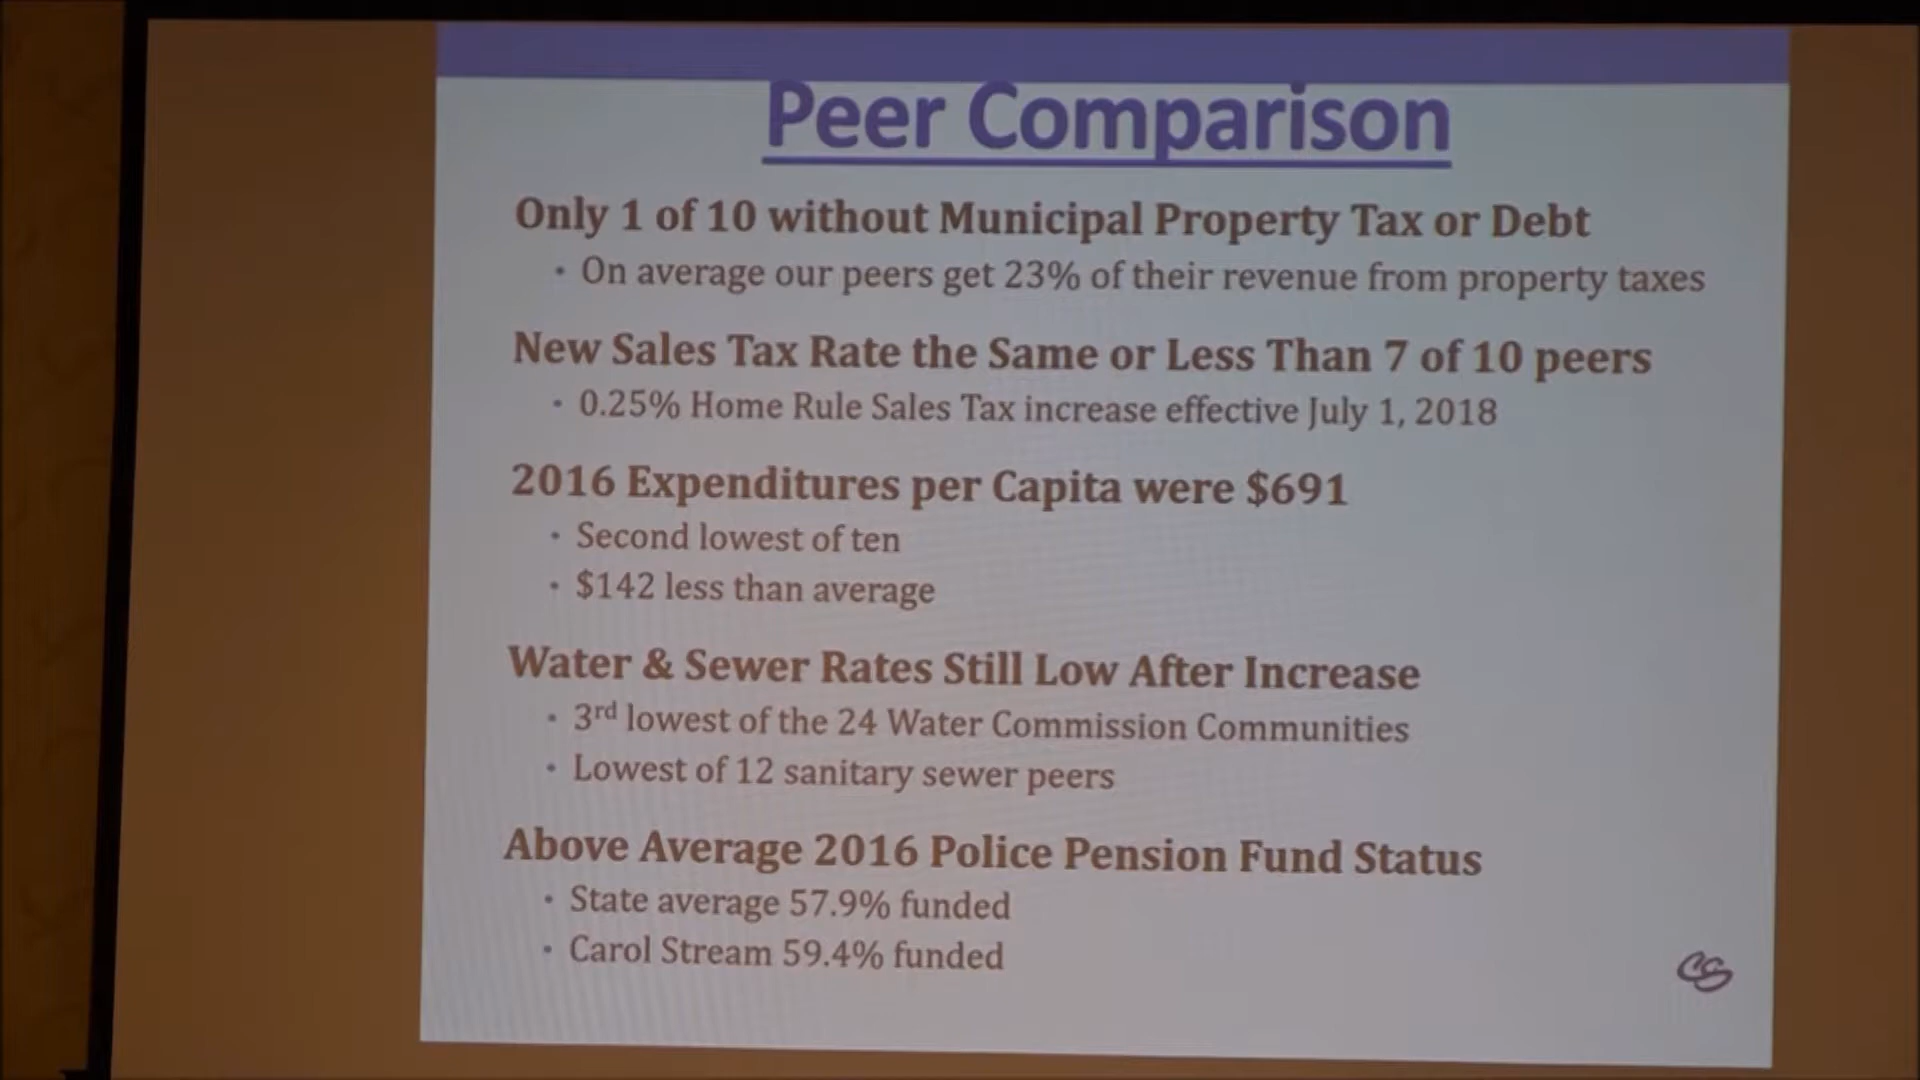 Peer Comparison
Only 1 of 10 without Municipal Property Tax or Debt
• On average our peers get 23% of their revenue from property taxes
New Sales Tax Rate the Same or Less Than 7 of 10 peers
• 0.25% Home Rule Sales Tax increase effective July 1, 2018
2016 Expenditures per Capita were $691
• Second lowest of ten
• $142 less than average
Water & Sewer Rates Still Low After Increase
• 3rd lowest of the 24 Water Commission Communities
• Lowest of 12 sanitary sewer peers
Above Average 2016 Police Pension Fund Status
• State average 57.9% funded
• Carol Stream 59.4% funded
CS